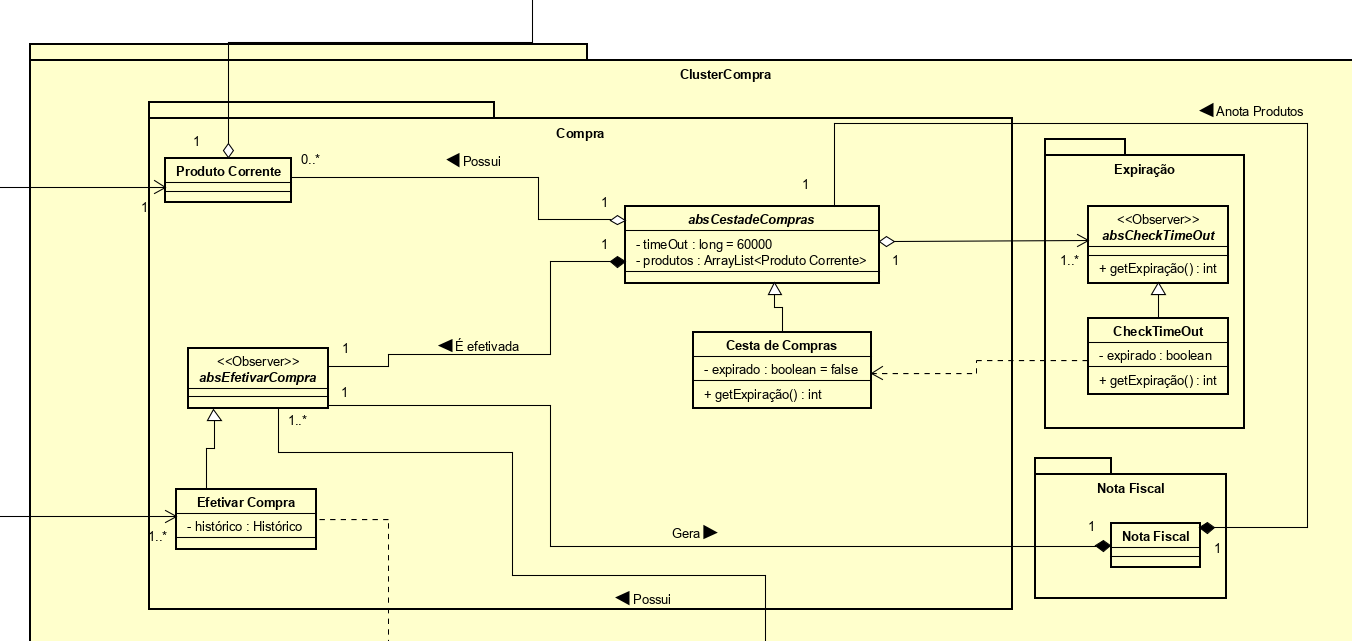 ClusterCompra
Anota Produtos
Compra
1
0..*
Possui
Produto Corrente
1
1
1
absCestadeCompras
- timeOut : long = 60000
- produtos : ArrayList<Produto Corrente>
1
1
1..*
Expiração
<<Observer>>
absCheckTimeOut
+ getExpiração() : int
CheckTimeOut
- expirado : boolean
+ getExpiração() : int
Cesta de Compras
- expirado : boolean = false
+ getExpiração() : int
É efetivada
1
<<Observer>>
absEfetivarCompra
1
1..*
Efetivar Compra
- histórico : Histórico
1..*
Gera
Nota Fiscal
1
Nota Fiscal
1
Possui